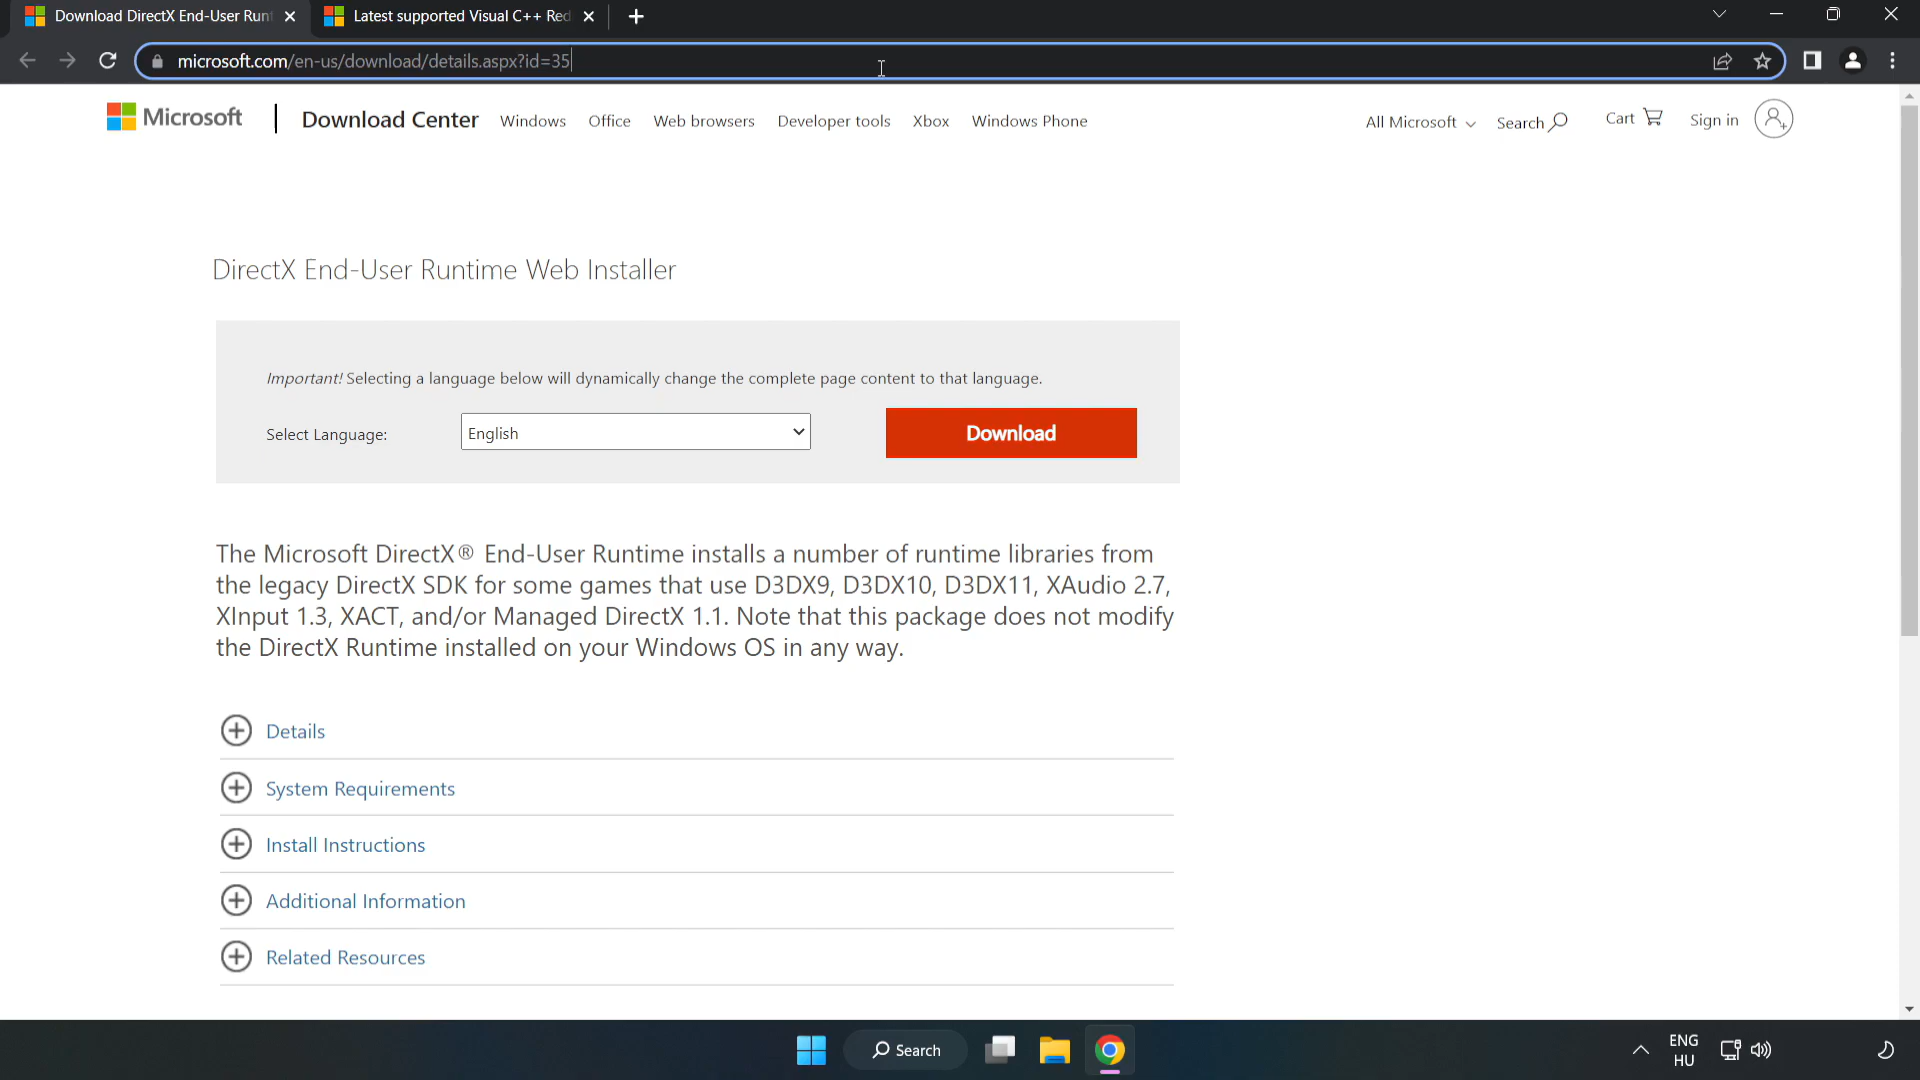 Download DirectX End-User Runt
Latest supported Visual C++ Red
microsoft.com/en-us/download/details.aspx?id=35
Microsoft
Download Center
Windows
Office
Web browsers
Developer tools
Xbox
Windows Phone
All Microsoft
Search
Cart
Sign in
DirectX End-User Runtime Web Installer
Important! Selecting a language below will dynamically change the complete page content to that language.
Select Language:
English
Download
The Microsoft DirectX® End-User Runtime installs a number of runtime libraries from
the legacy DirectX SDK for some games that use D3DX9, D3DX10, D3DX11, XAudio 2.7,
XInput 1.3, XACT, and/or Managed DirectX 1.1. Note that this package does not modify
the DirectX Runtime installed on your Windows OS in any way.
Details
System Requirements
Install Instructions
Additional Information
Related Resources
Search
ENG
HU